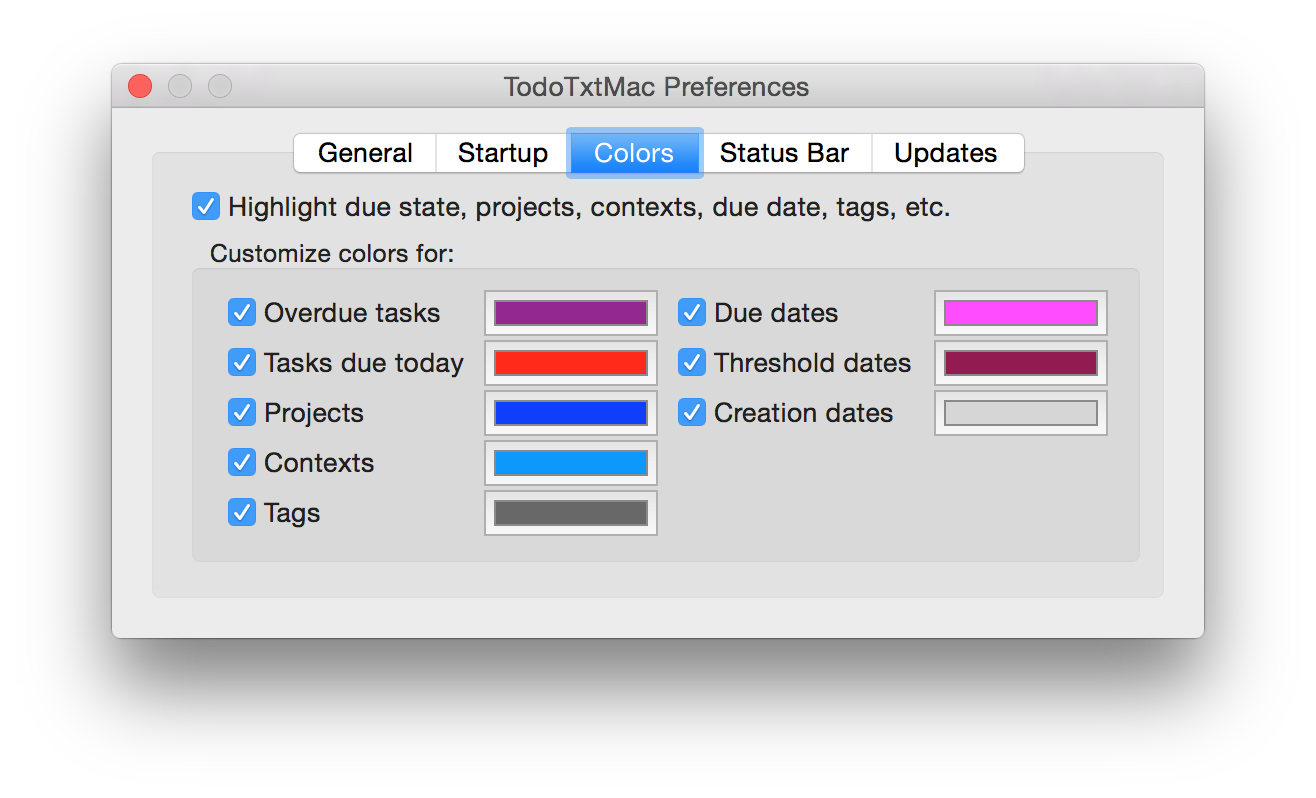 TodoTxtMac Preferences
General Startup Colors Status Bar Updates
Highlight due state, projects, contexts, due date, tags, etc.
Customize colors for:
Overdue tasks
Tasks due today
Projects
Contexts
Tags
Due dates
Threshold dates
Creation dates